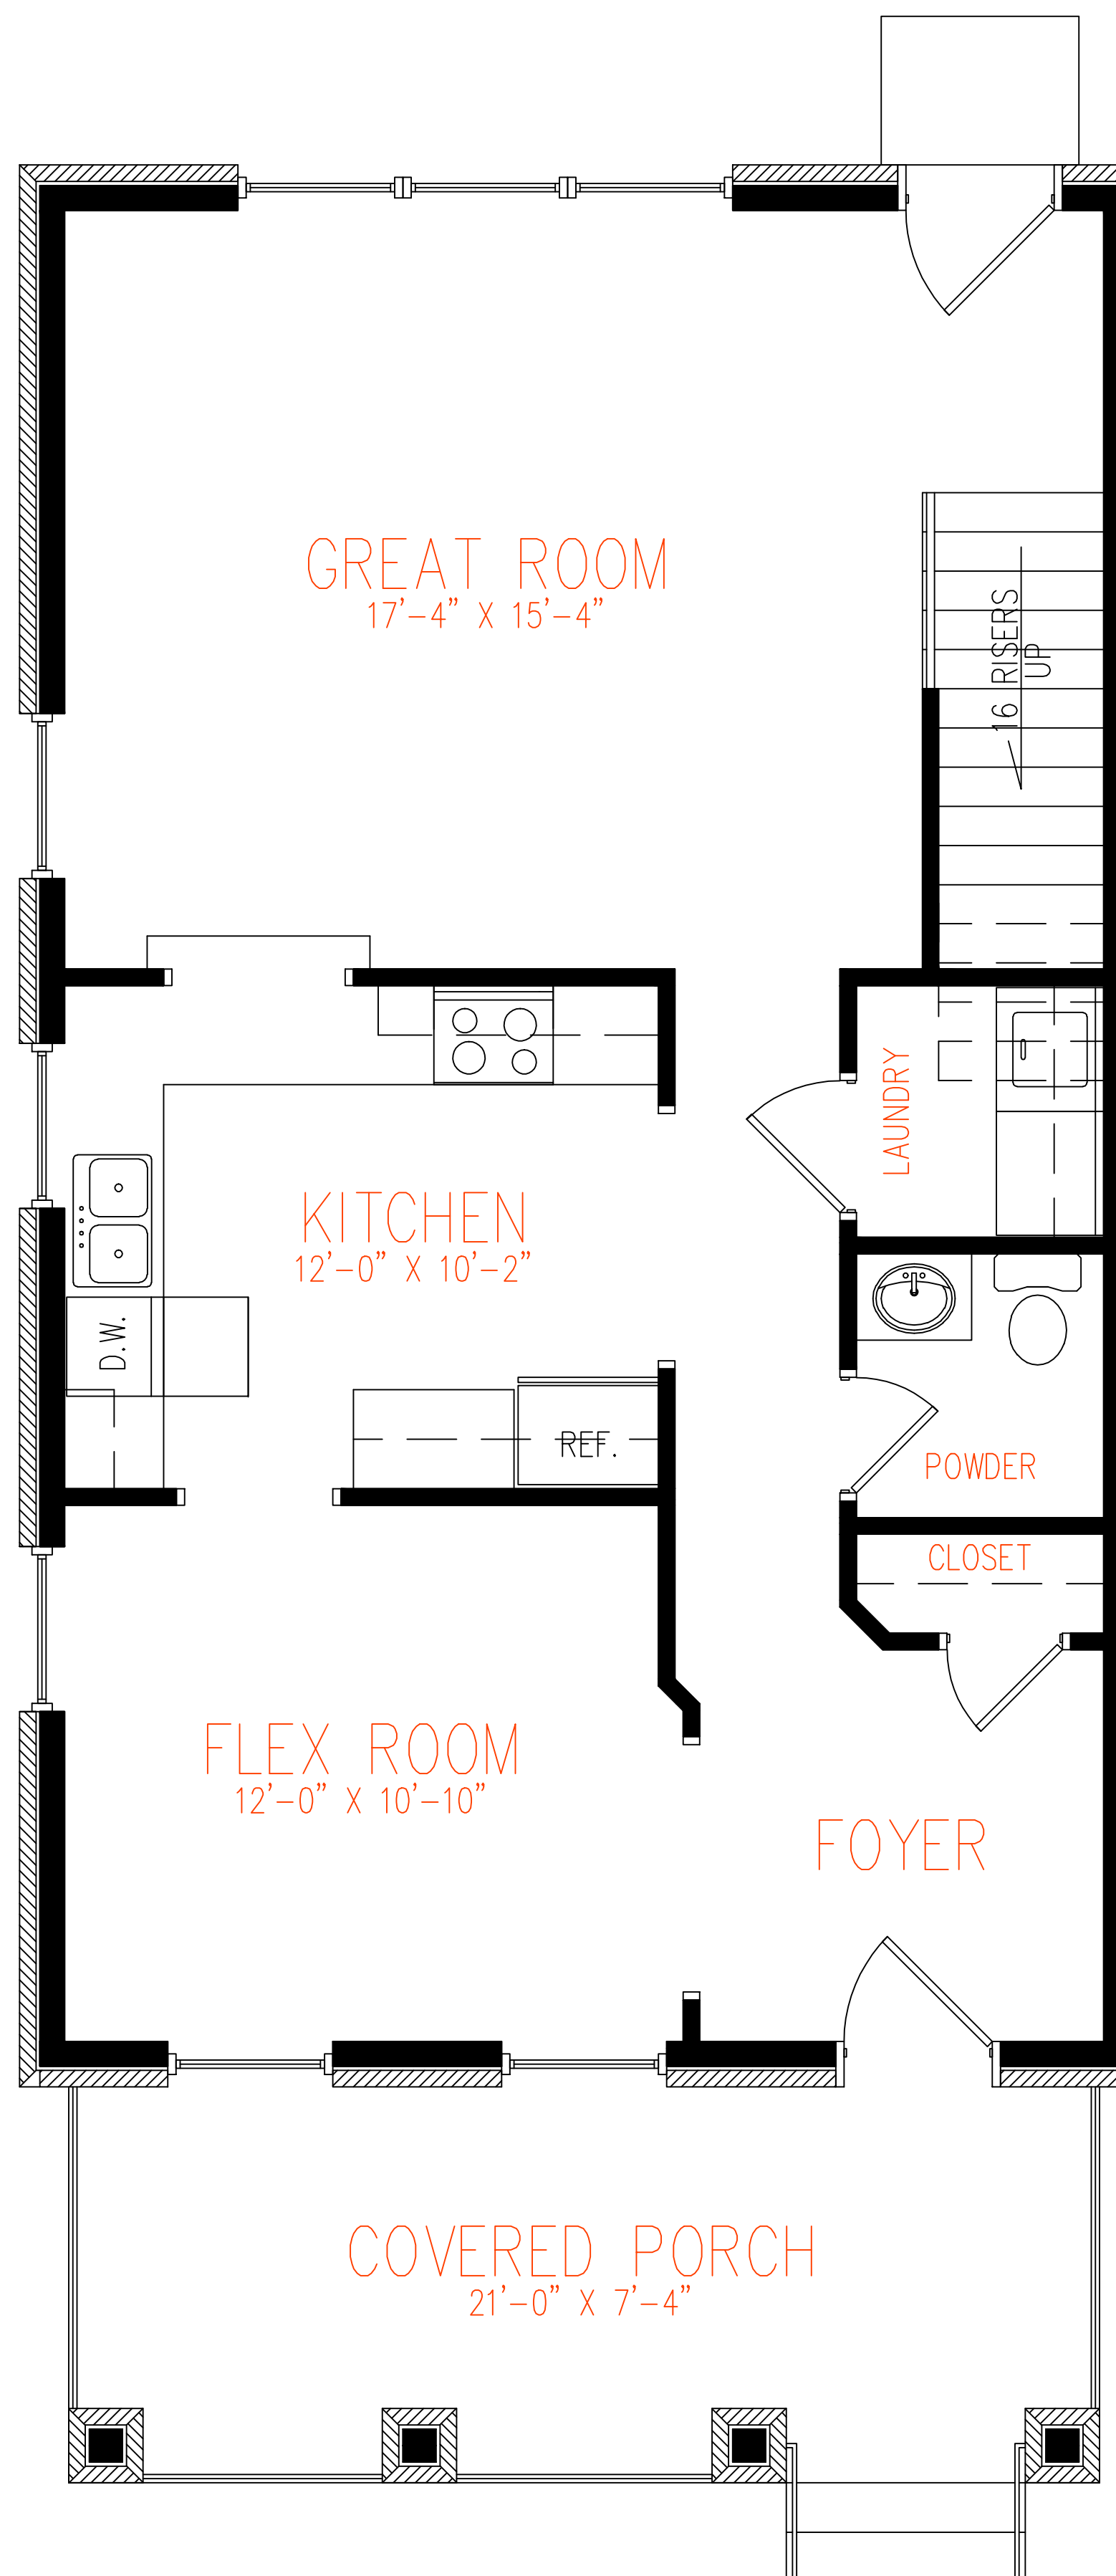 GREAT ROOM
17'-4" X 15'-4"
16 RISERS
UP
LAUNDRY
KITCHEN
12'-0" X 10'-2"
D.W.
REF.
POWDER
CLOSET
FLEX ROOM
12'-0" X 10'-10"
FOYER
COVERED PORCH
21'-0" X 7'-4"